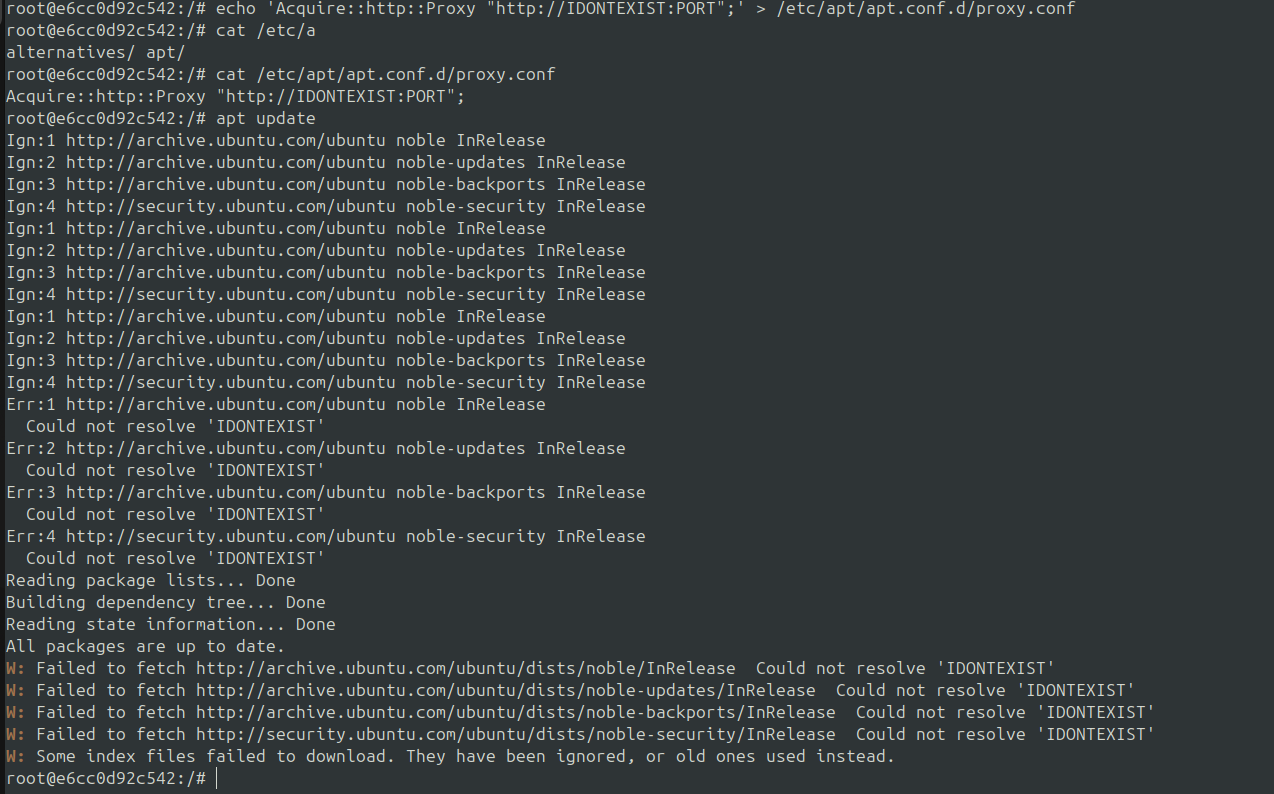 root@e6cc0d92c542:/# echo 'Acquire::http::Proxy "http://IDONTEXIST:PORT";' > /etc/apt/apt.conf.d/proxy.conf
root@e6cc0d92c542:/# cat /etc/a
alternatives/ apt/
root@e6cc0d92c542:/# cat /etc/apt/apt.conf.d/proxy.conf
Acquire::http::Proxy "http://IDONTEXIST:PORT";
root@e6cc0d92c542:/# apt update
Ign:1 http://archive.ubuntu.com/ubuntu noble InRelease
Ign:2 http://archive.ubuntu.com/ubuntu noble-updates InRelease
Ign:3 http://archive.ubuntu.com/ubuntu noble-backports InRelease
Ign:4 http://security.ubuntu.com/ubuntu noble-security InRelease
Ign:1 http://archive.ubuntu.com/ubuntu noble InRelease
Ign:2 http://archive.ubuntu.com/ubuntu noble-updates InRelease
Ign:3 http://archive.ubuntu.com/ubuntu noble-backports InRelease
Ign:4 http://security.ubuntu.com/ubuntu noble-security InRelease
Ign:1 http://archive.ubuntu.com/ubuntu noble InRelease
Ign:2 http://archive.ubuntu.com/ubuntu noble-updates InRelease
Ign:3 http://archive.ubuntu.com/ubuntu noble-backports InRelease
Ign:4 http://security.ubuntu.com/ubuntu noble-security InRelease
Err:1 http://archive.ubuntu.com/ubuntu noble InRelease
  Could not resolve 'IDONTEXIST'
Err:2 http://archive.ubuntu.com/ubuntu noble-updates InRelease
  Could not resolve 'IDONTEXIST'
Err:3 http://archive.ubuntu.com/ubuntu noble-backports InRelease
  Could not resolve 'IDONTEXIST'
Err:4 http://security.ubuntu.com/ubuntu noble-security InRelease
  Could not resolve 'IDONTEXIST'
Reading package lists... Done
Building dependency tree... Done
Reading state information... Done
All packages are up to date.
W: Failed to fetch http://archive.ubuntu.com/ubuntu/dists/noble/InRelease  Could not resolve 'IDONTEXIST'
W: Failed to fetch http://archive.ubuntu.com/ubuntu/dists/noble-updates/InRelease  Could not resolve 'IDONTEXIST'
W: Failed to fetch http://archive.ubuntu.com/ubuntu/dists/noble-backports/InRelease  Could not resolve 'IDONTEXIST'
W: Failed to fetch http://security.ubuntu.com/ubuntu/dists/noble-security/InRelease  Could not resolve 'IDONTEXIST'
W: Some index files failed to download. They have been ignored, or old ones used instead.
root@e6cc0d92c542:/#